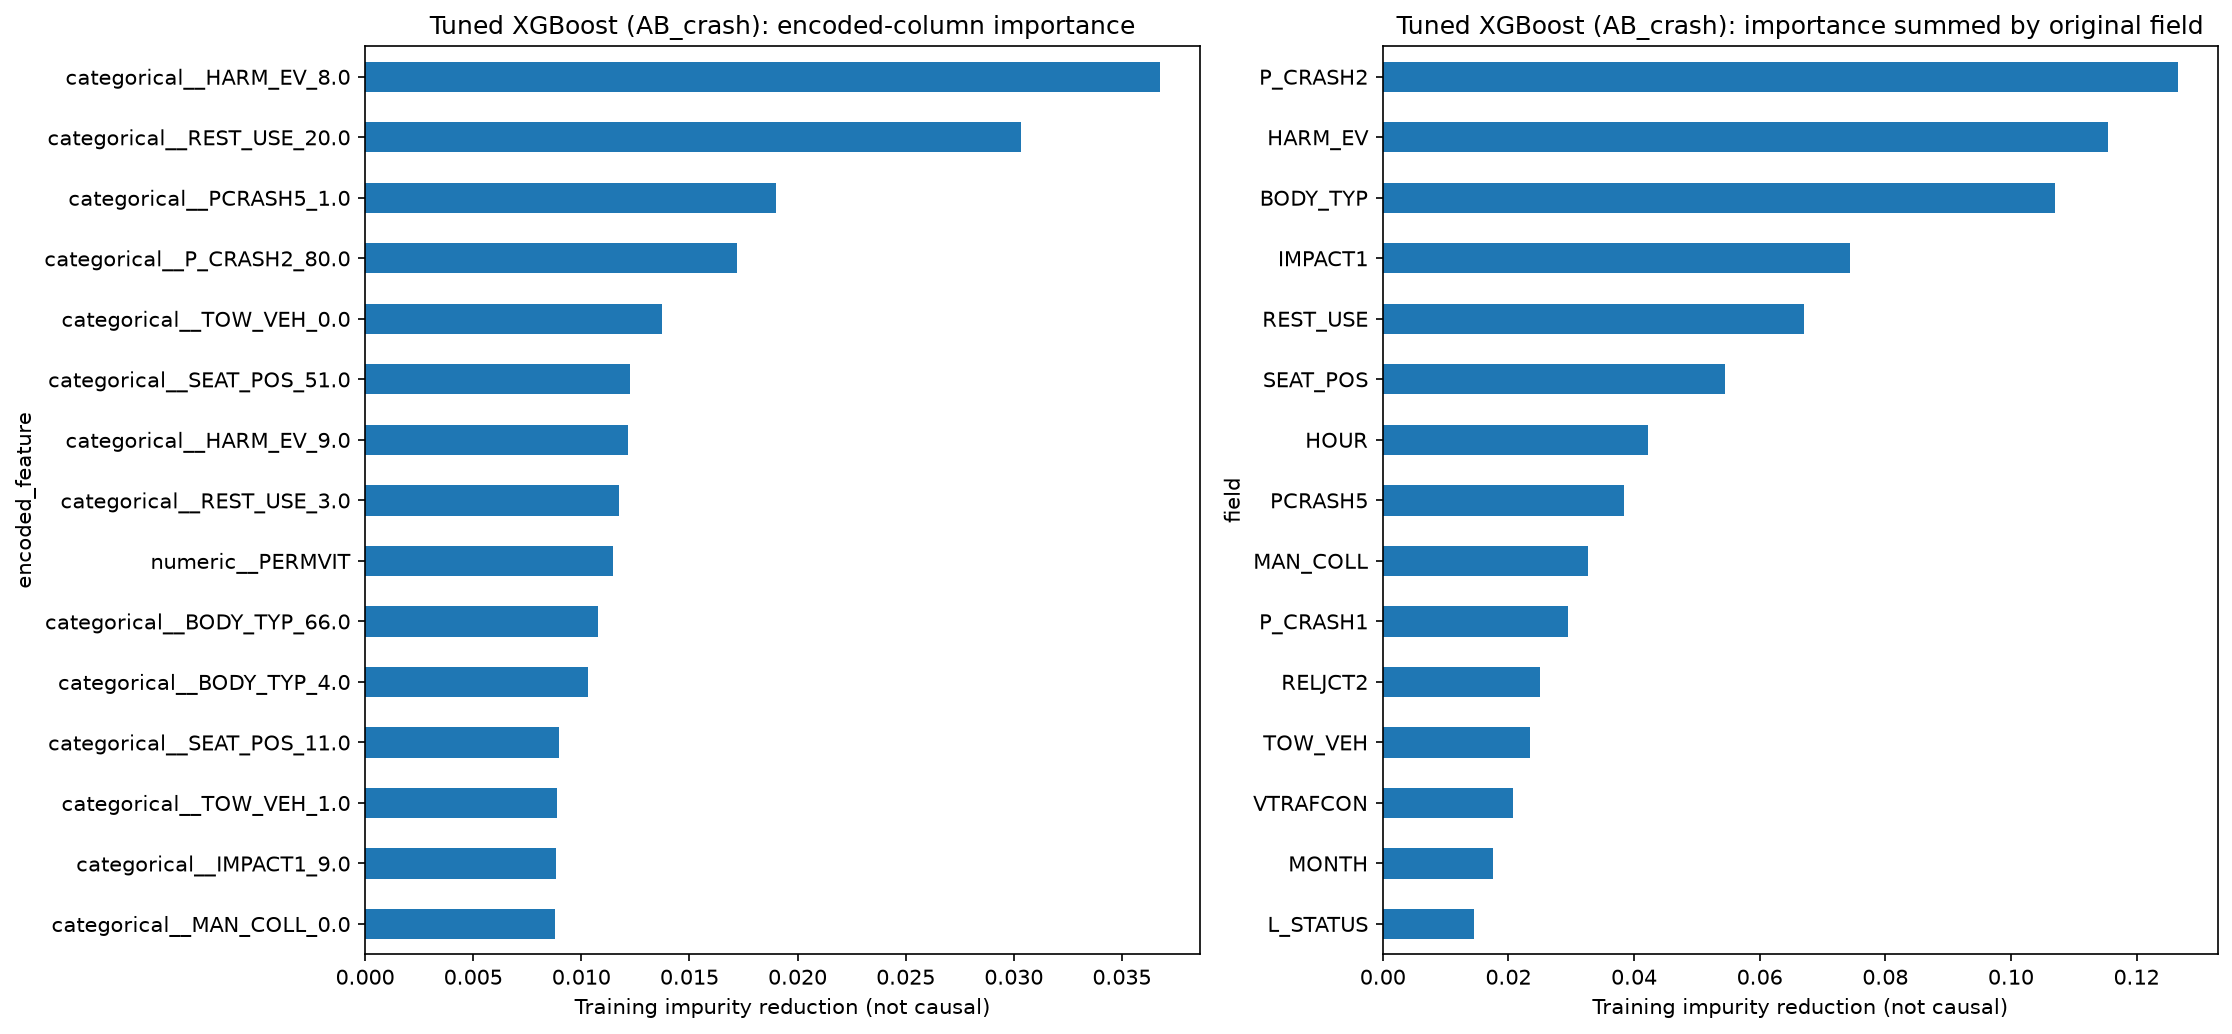 Tuned XGBoost (AB_crash): encoded-column importance
encoded_feature
categorical__HARM_EV_8.0
categorical__REST_USE_20.0
categorical__PCRASH5_1.0
categorical__P_CRASH2_80.0
categorical__TOW_VEH_0.0
categorical__SEAT_POS_51.0
categorical__HARM_EV_9.0
categorical__REST_USE_3.0
numeric__PERMVIT
categorical__BODY_TYP_66.0
categorical__BODY_TYP_4.0
categorical__SEAT_POS_11.0
categorical__TOW_VEH_1.0
categorical__IMPACT1_9.0
categorical__MAN_COLL_0.0
0.000 0.005 0.010 0.015 0.020 0.025 0.030 0.035
Training impurity reduction (not causal)
Tuned XGBoost (AB_crash): importance summed by original field
field
P_CRASH2
HARM_EV
BODY_TYP
IMPACT1
REST_USE
SEAT_POS
HOUR
PCRASH5
MAN_COLL
P_CRASH1
RELJCT2
TOW_VEH
VTRAFCON
MONTH
L_STATUS
0.00 0.02 0.04 0.06 0.08 0.10 0.12
Training impurity reduction (not causal)